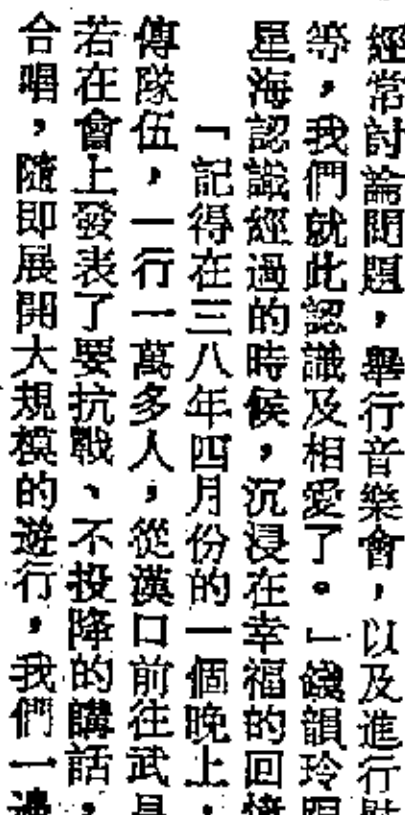 經常討論問題，舉行音樂會，以及進行
等，我們就此認識及相愛了。」錢韻玲
星海認識經過的時候，沉浸在幸福的回憶
「記得在三八年四月份的一個晚上，
傳隊伍，一行一萬多人，從漢口前往武昌
若在會上發表了要抗戰、不投降的講話，
合唱，隨即展開大規模的遊行，我們一邊